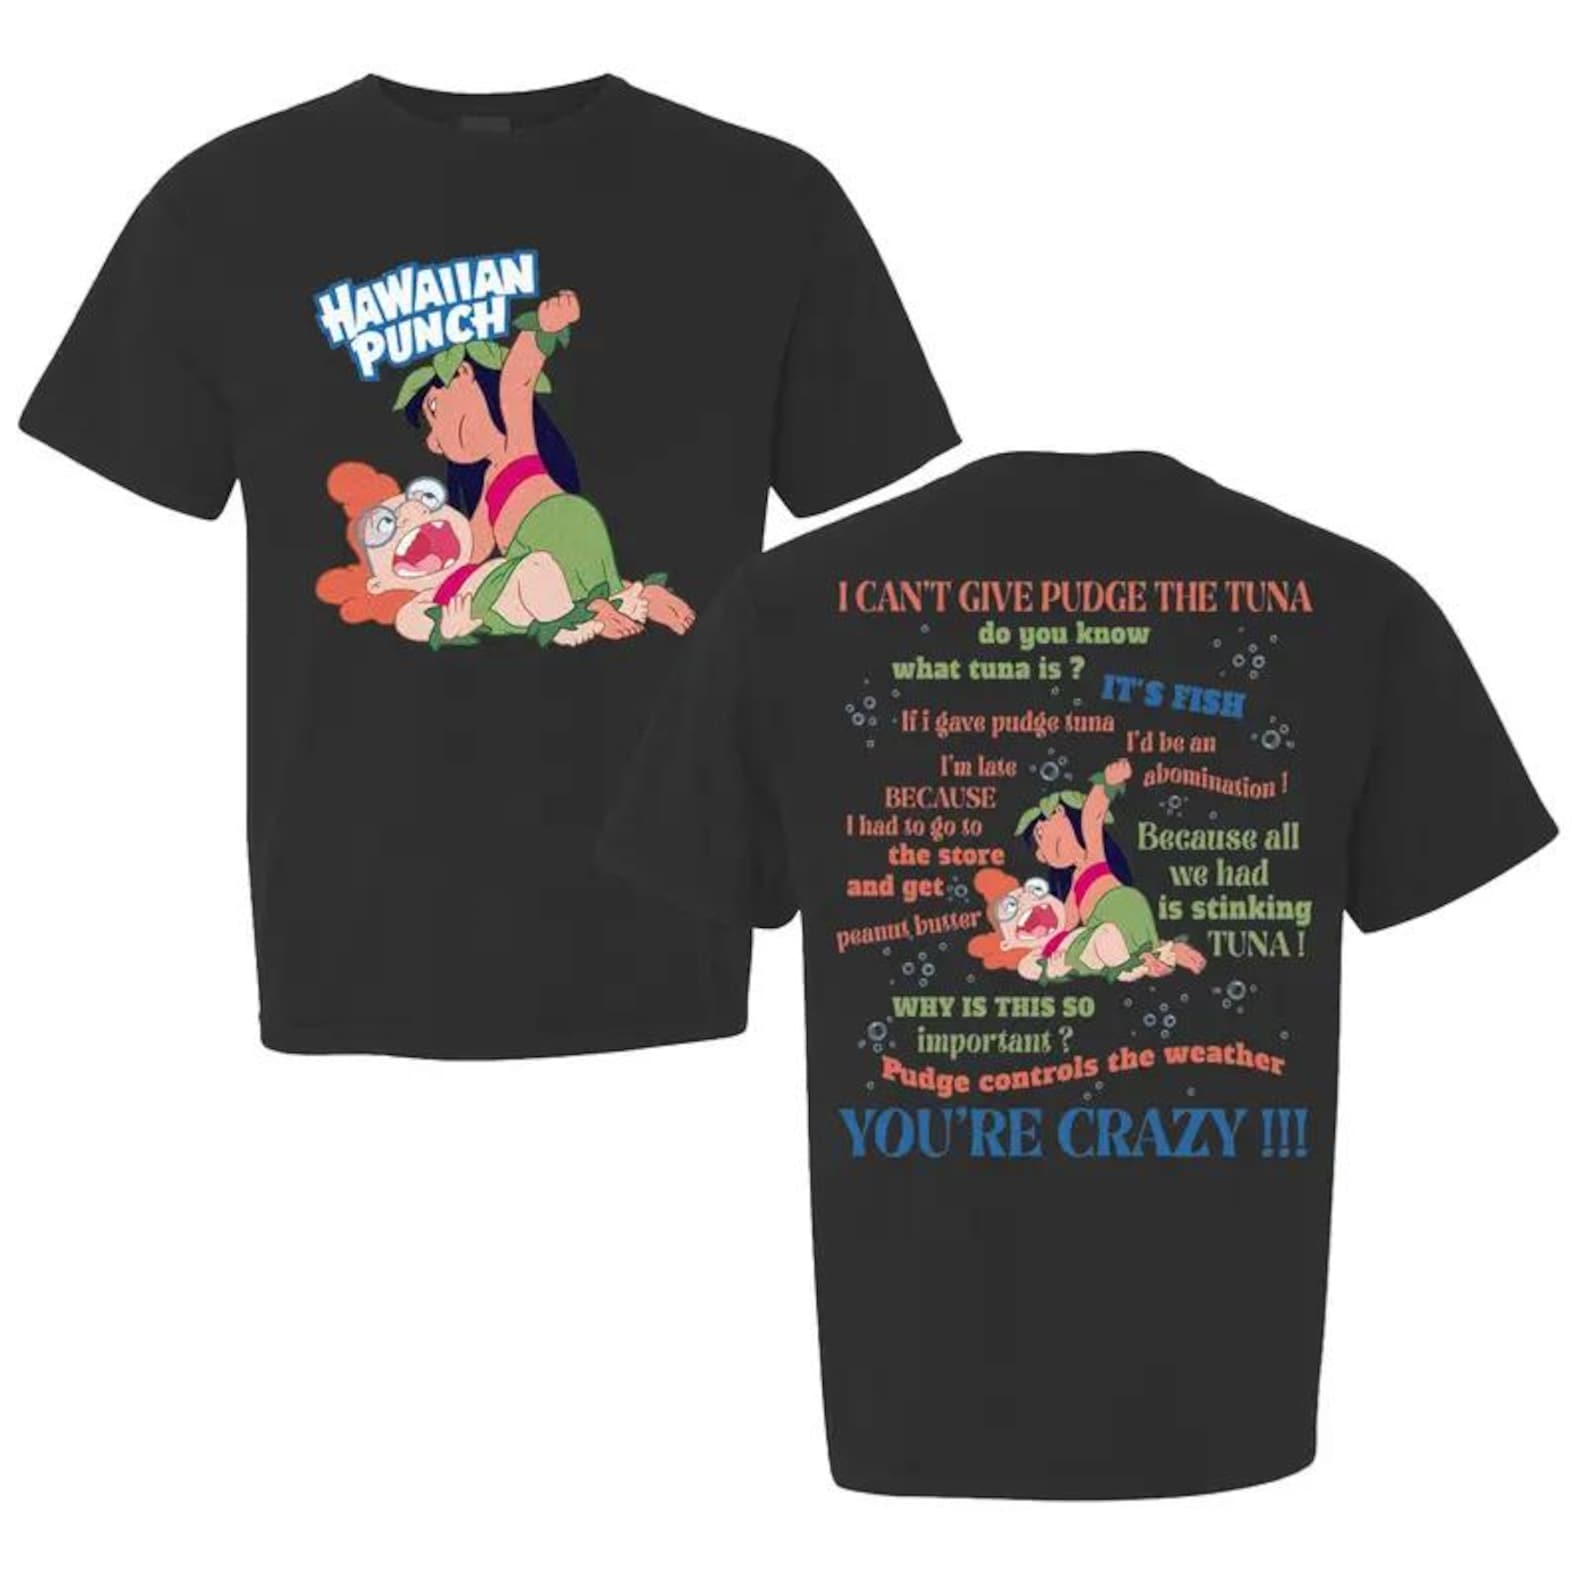 HAWAIIAN
PUNCH
I CAN'T GIVE PUDGE THE TUNA
do you know
what tuna is ?
IT'S FISH
If i gave pudge tuna
I'd be an
abomination !
I'm late
BECAUSE
I had to go to
the store
and get
peanut butter
Because all
we had
is stinking
TUNA !
WHY IS THIS SO
important ?
Pudge controls the weather
YOU'RE CRAZY !!!